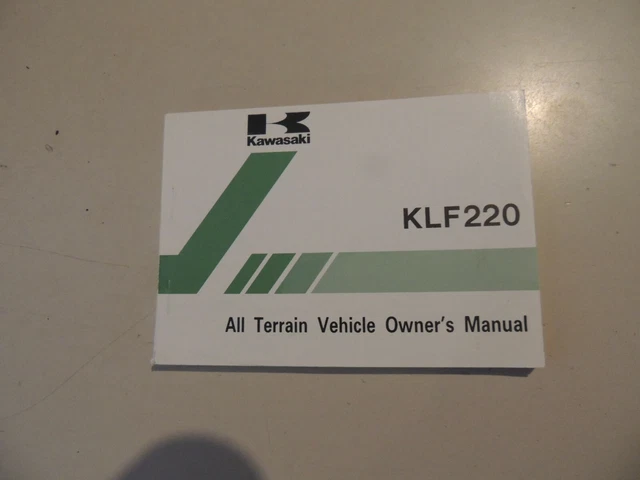 Kawasaki
KLF220
All Terrain Vehicle Owner's Manual